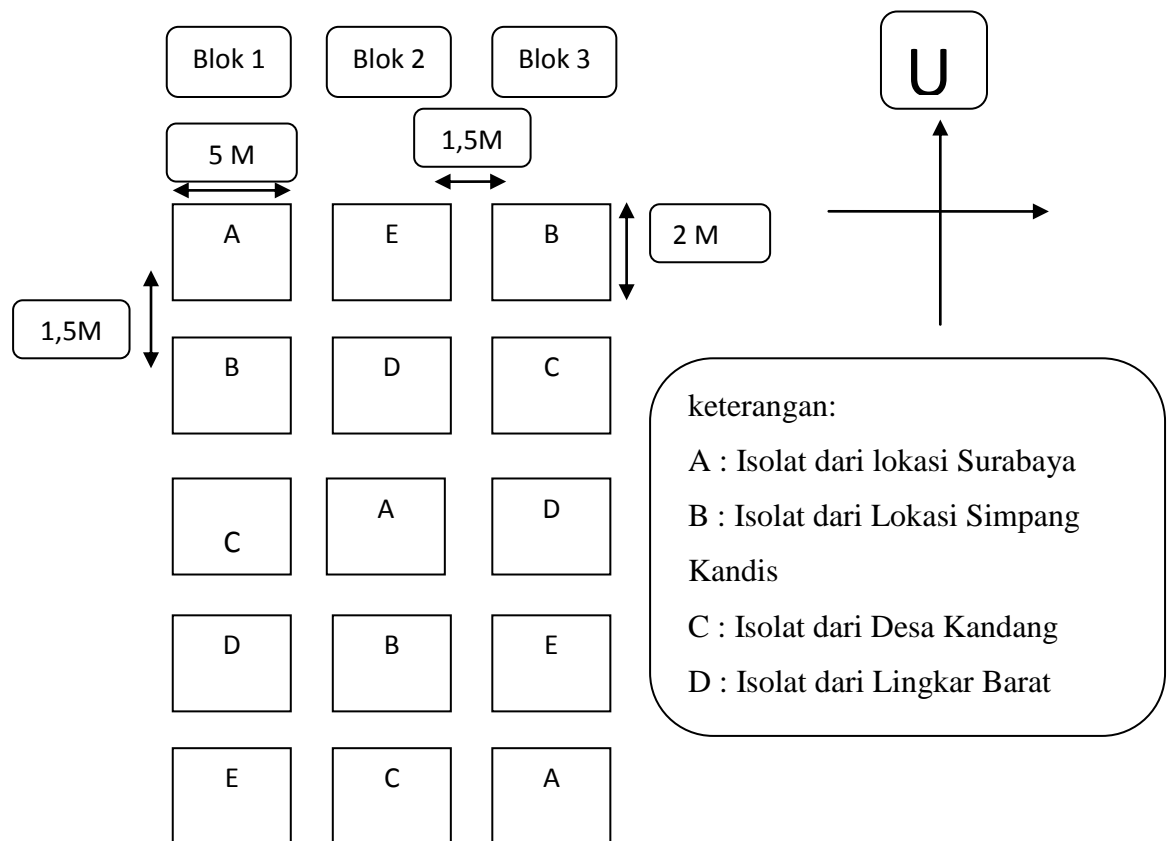 Blok 1
Blok 2
Blok 3
U
5 M
1,5M
A
E
B
2 M
1,5M
B
D
C
keterangan:
A : Isolat dari lokasi Surabaya
B : Isolat dari Lokasi Simpang
Kandis
C : Isolat dari Desa Kandang
D : Isolat dari Lingkar Barat
C
A
D
D
B
E
E
C
A